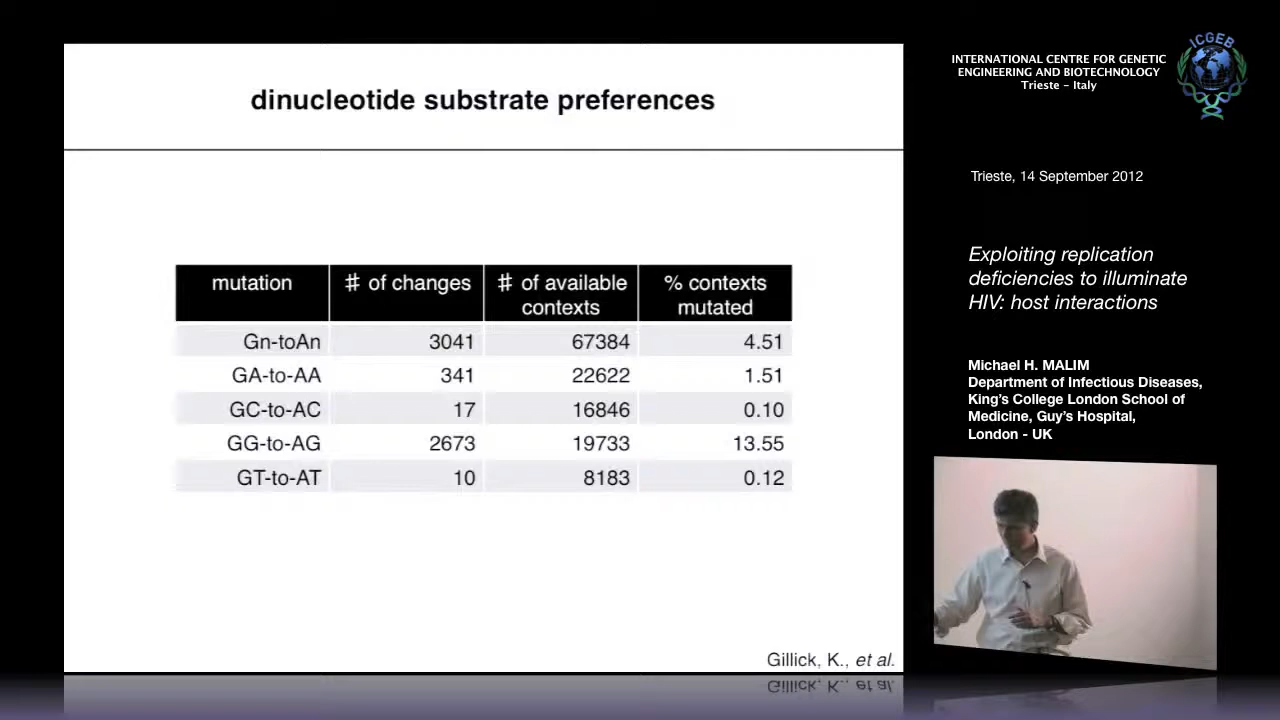 dinucleotide substrate preferences
mutation # of changes # of available contexts % contexts mutated
Gn-toAn 3041 67384 4.51
GA-to-AA 341 22622 1.51
GC-to-AC 17 16846 0.10
GG-to-AG 2673 19733 13.55
GT-to-AT 10 8183 0.12
Gillick, K., et al.
INTERNATIONAL CENTRE FOR GENETIC
ENGINEERING AND BIOTECHNOLOGY
Trieste – Italy
ICGEB
Trieste, 14 September 2012
Exploiting replication
deficiencies to illuminate
HIV: host interactions
Michael H. MALIM
Department of Infectious Diseases,
King's College London School of
Medicine, Guy's Hospital,
London - UK